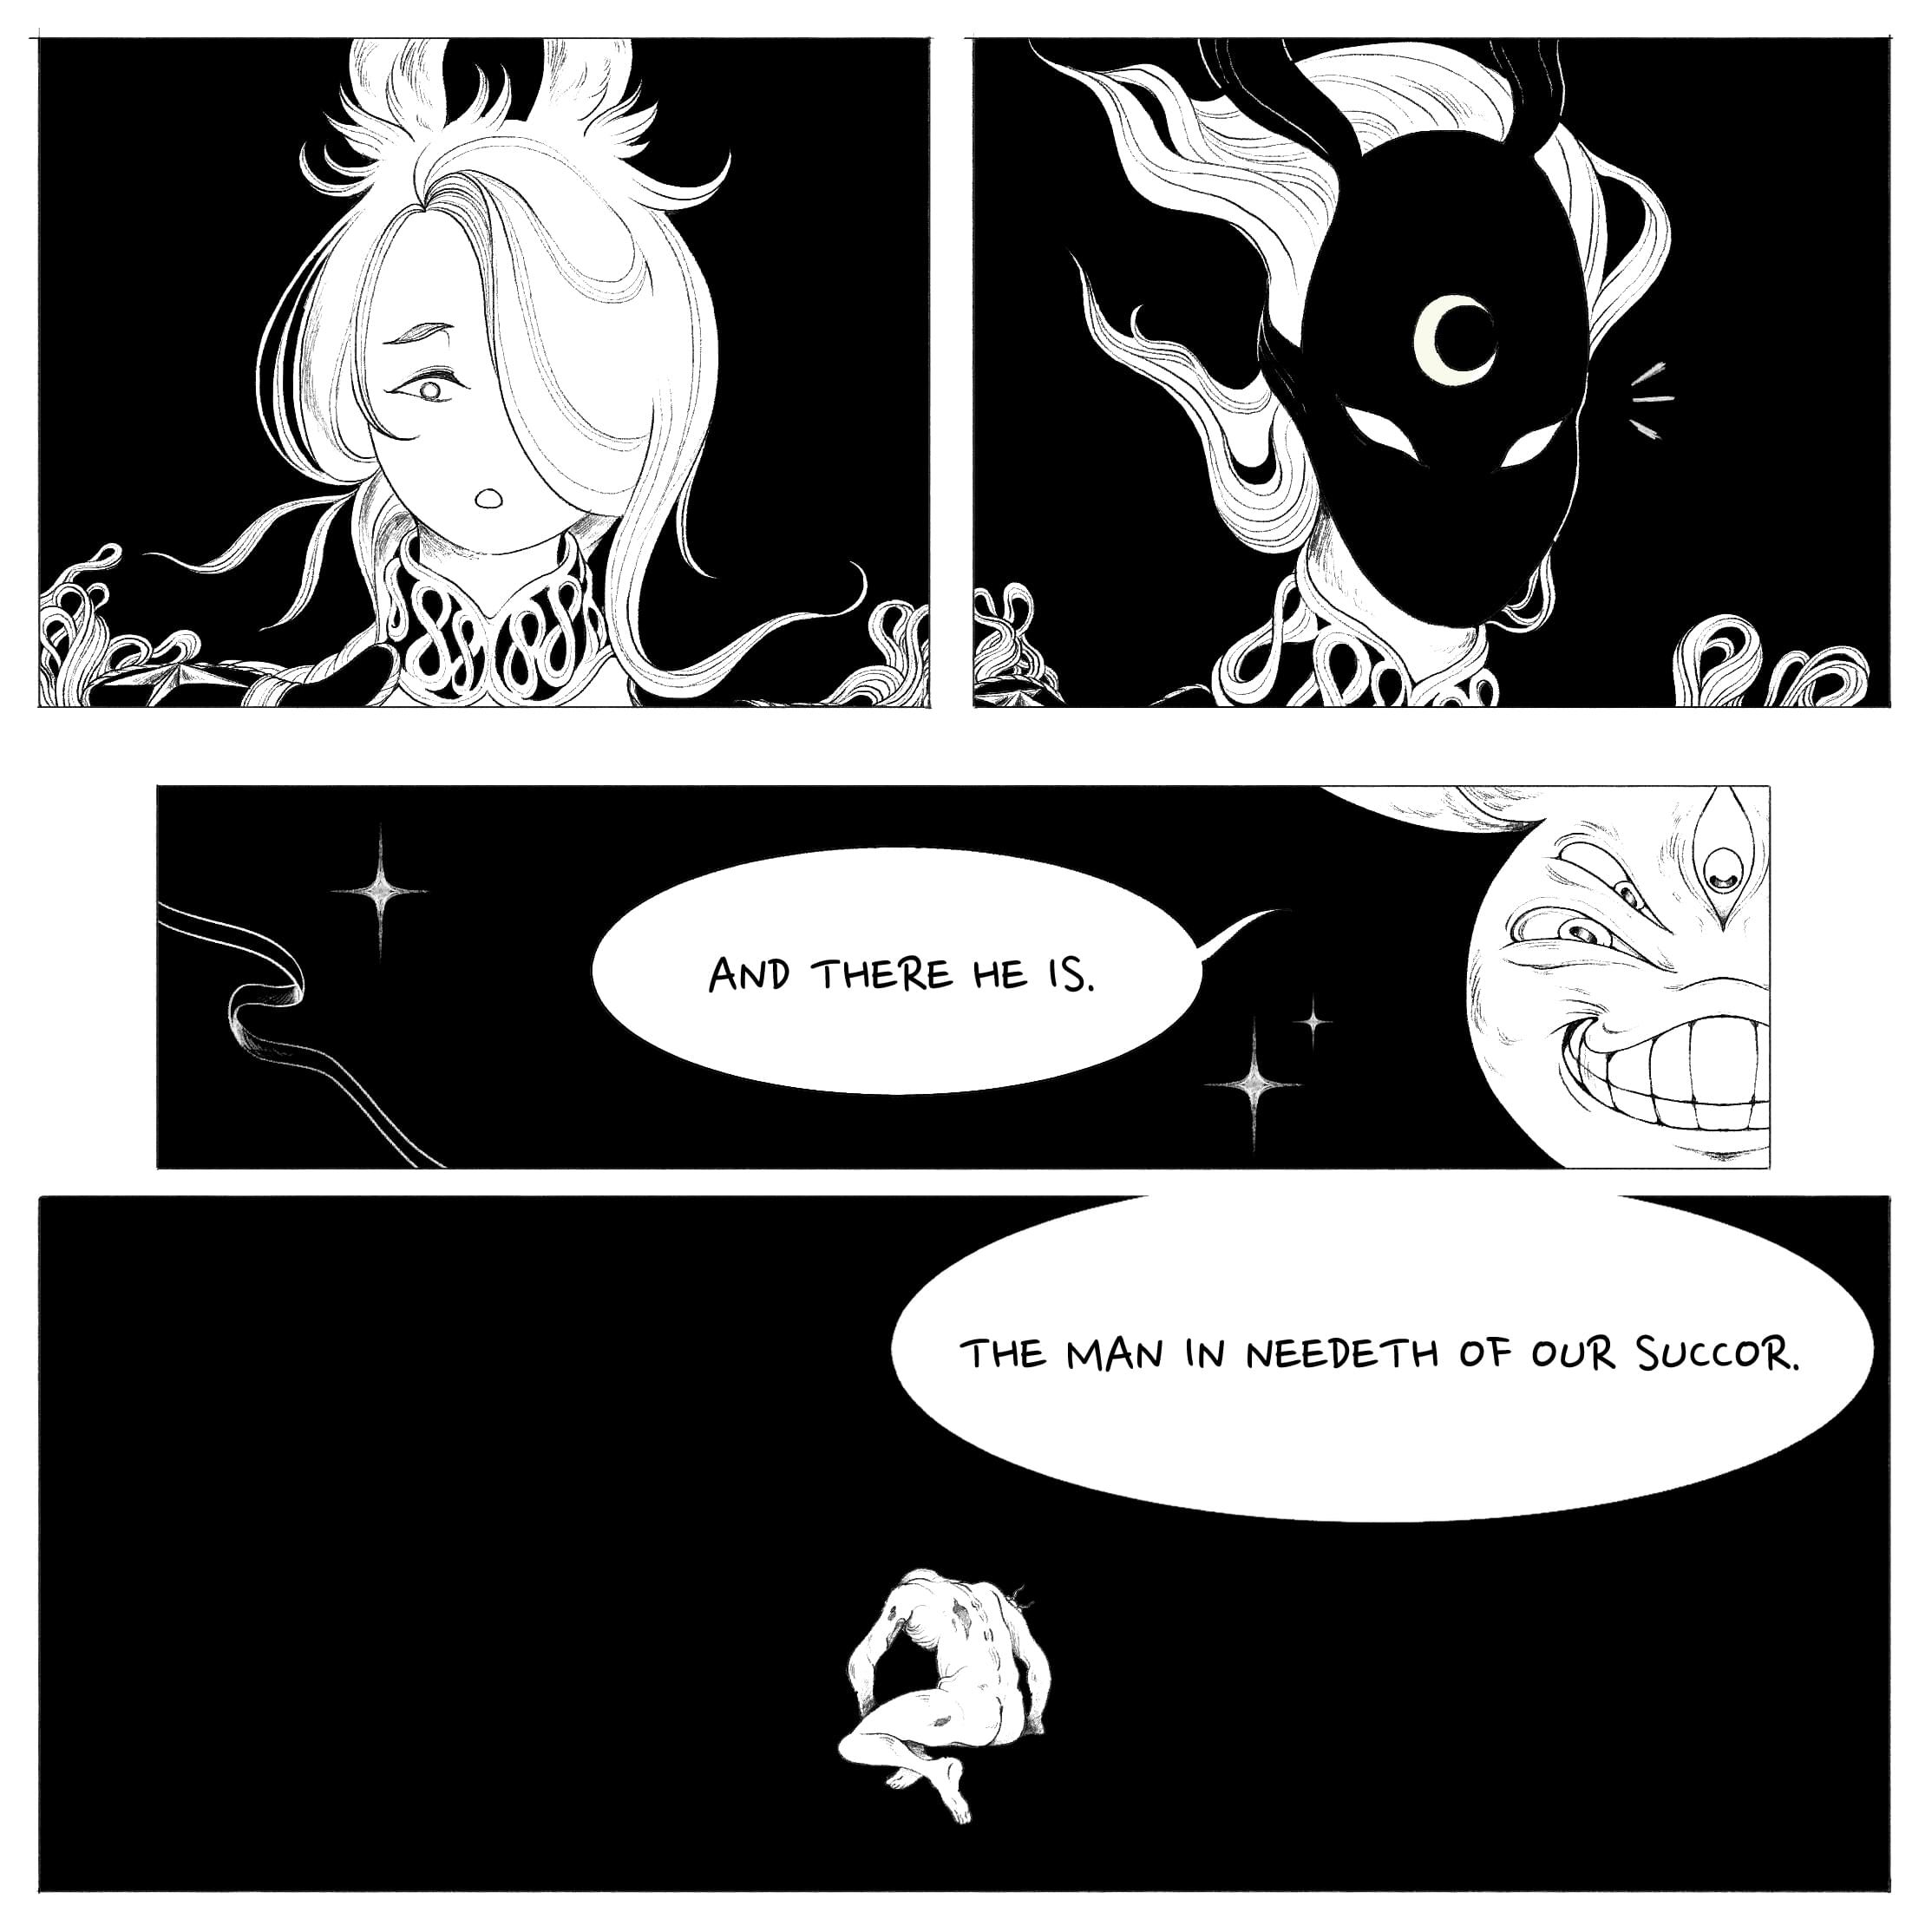 AND THERE HE IS.
THE MAN IN NEEDETH OF OUR SUCCOR.